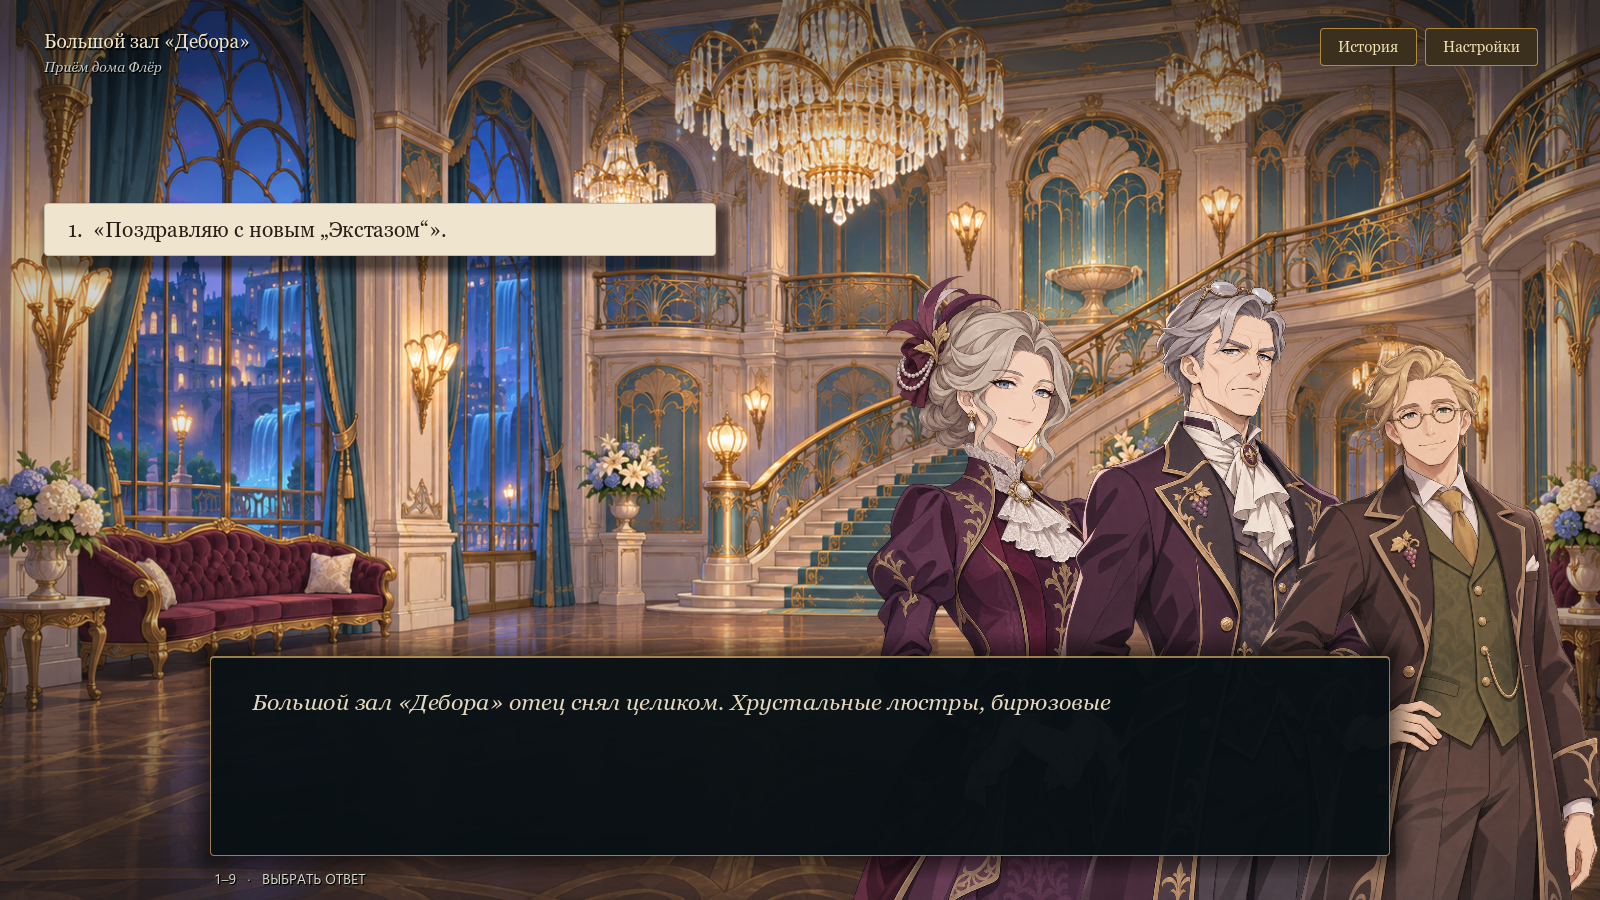 Большой зал «Дебора»
Приём дома Флёр
История
Настройки
1. «Поздравляю с новым „Экстазом“».
Большой зал «Дебора» отец снял целиком. Хрустальные люстры, бирюзовые
1–9 · ВЫБРАТЬ ОТВЕТ